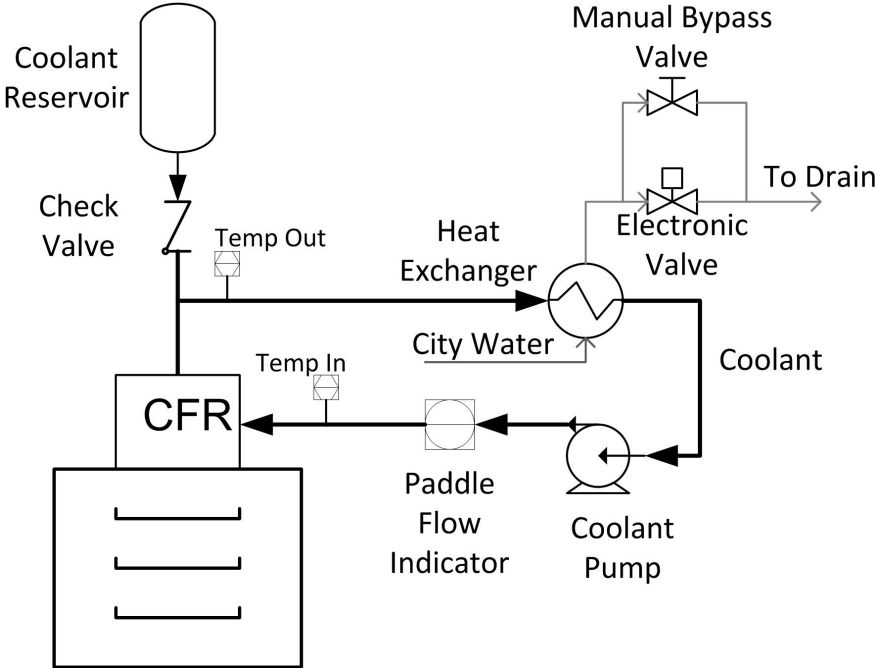 Manual Bypass
Valve
Coolant
Reservoir
To Drain
Check
Valve
Temp Out
Heat
Exchanger
Electronic
Valve
City Water
Coolant
Temp In
CFR
Paddle
Flow
Indicator
Coolant
Pump